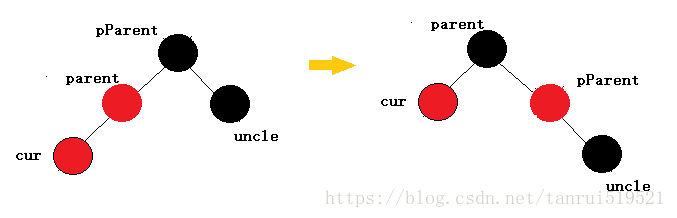 pParent
parent
cur
uncle
parent
pParent
cur
uncle
https://blog.csdn.net/tanrui519521